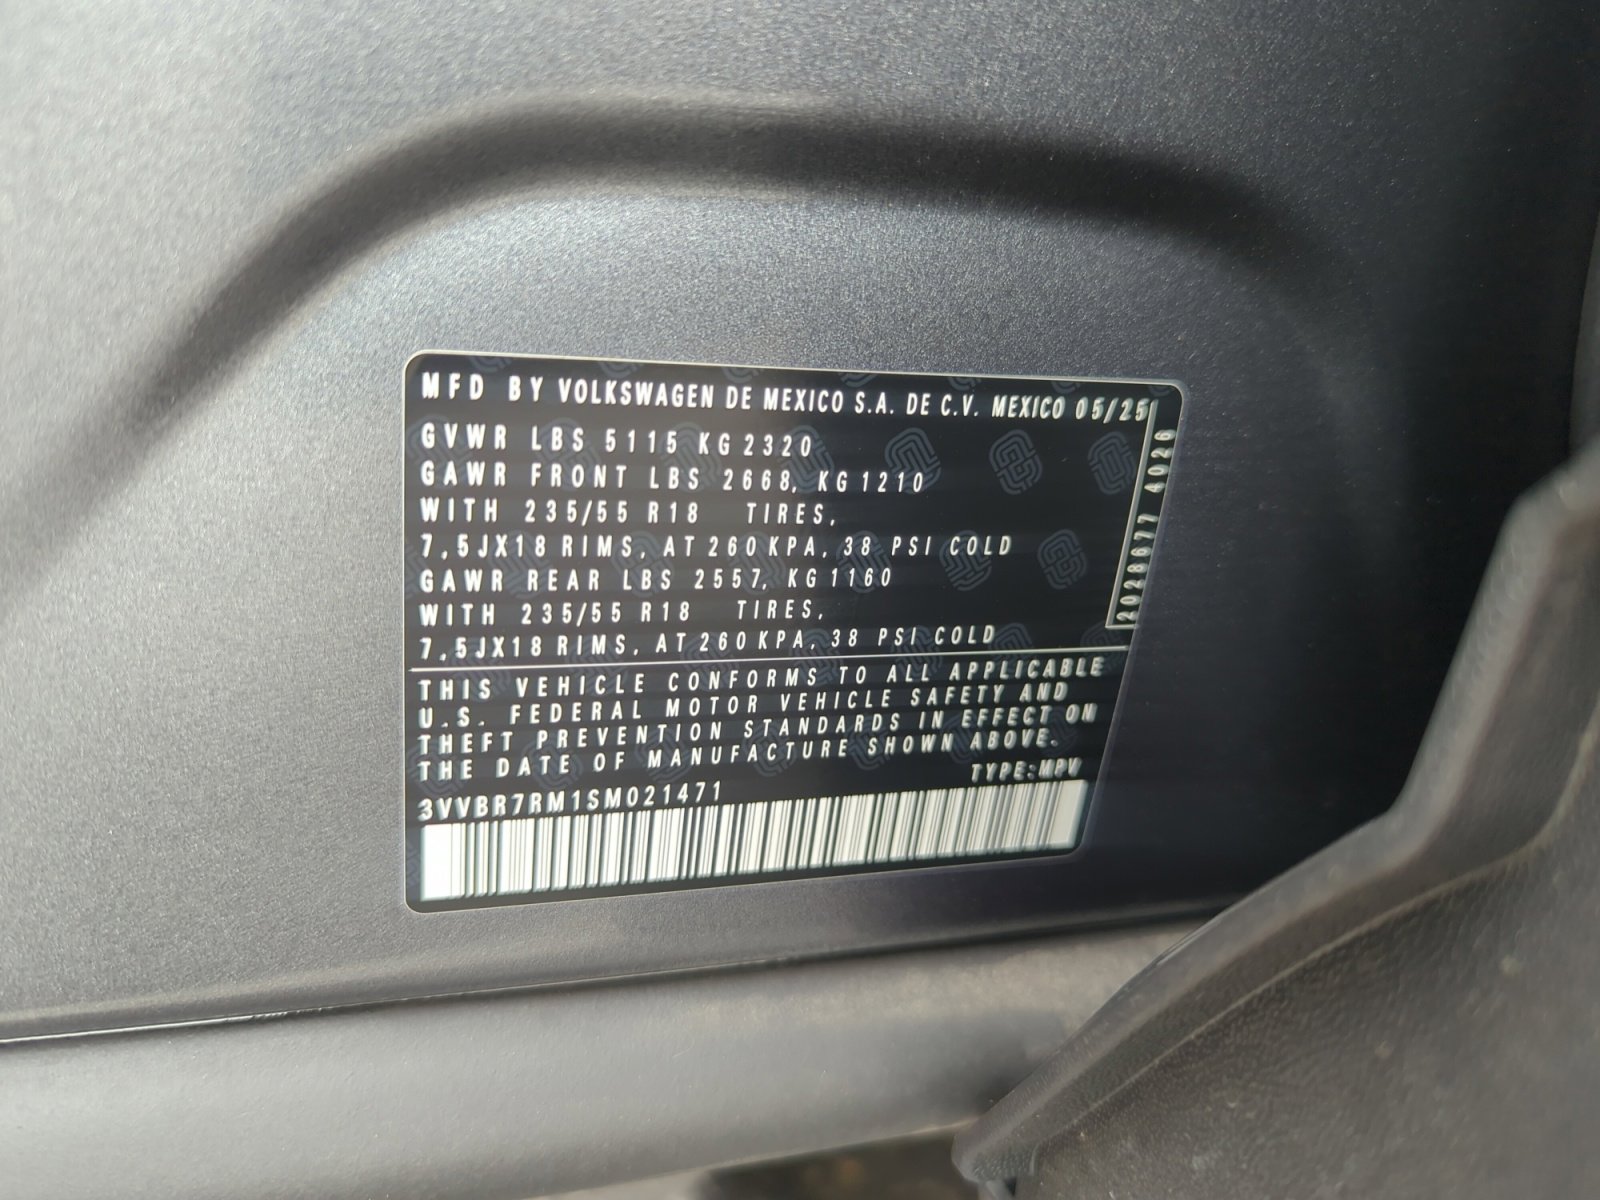 MFD BY VOLKSWAGEN DE MEXICO S.A. DE C.V. MEXICO 05/25
GVWR LBS 5115 KG 2320
GAWR FRONT LBS 2668, KG 1210
WITH 235/55 R18 TIRES,
7,5JX18 RIMS, AT 260 KPA, 38 PSI COLD
GAWR REAR LBS 2557, KG 1160
WITH 235/55 R18 TIRES,
7,5JX18 RIMS, AT 260 KPA, 38 PSI COLD
2028677 4026
THIS VEHICLE CONFORMS TO ALL APPLICABLE
U.S. FEDERAL MOTOR VEHICLE SAFETY AND
THEFT PREVENTION STANDARDS IN EFFECT ON
THE DATE OF MANUFACTURE SHOWN ABOVE.
TYPE:MPV
3VVBR7RM1SM021471